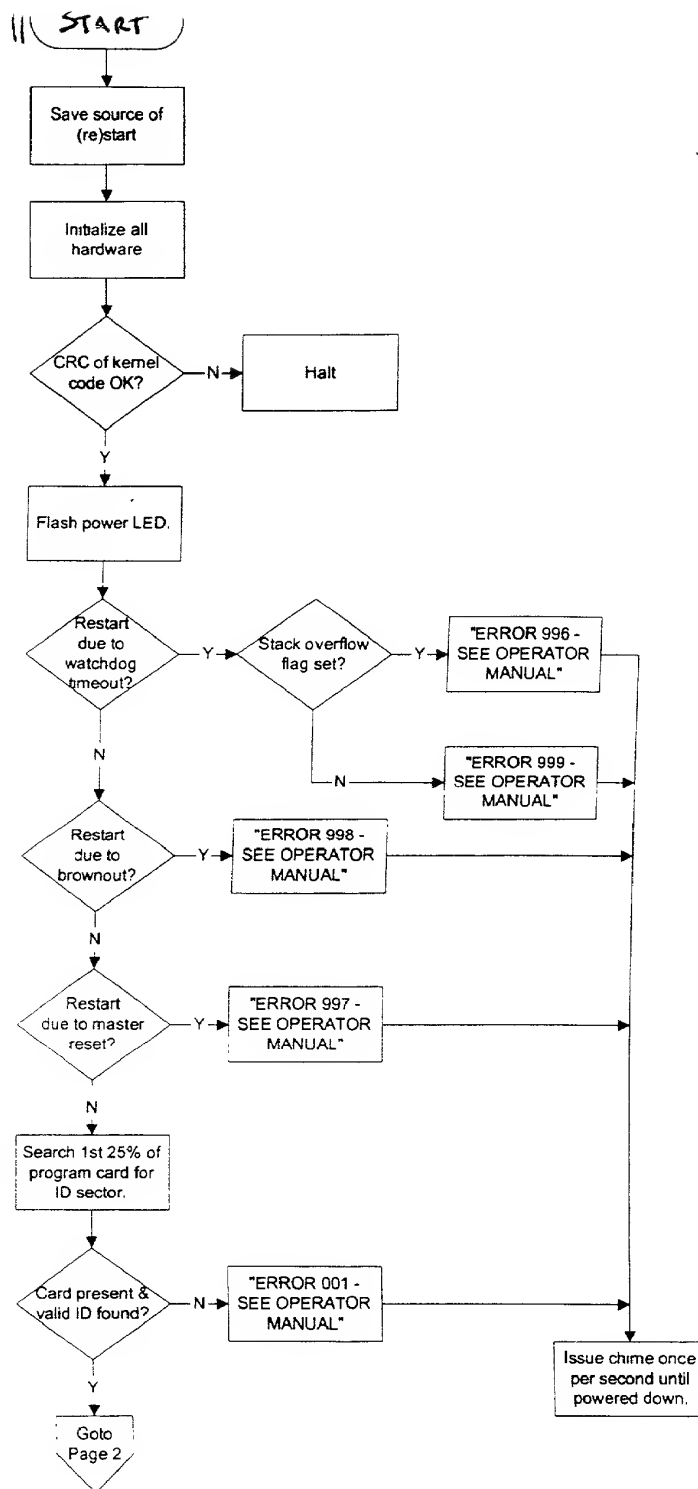 START
Save source of
(re)start
Initialize all
hardware
CRC of kernel
code OK?
N
Halt
Y
Flash power LED.
Restart
due to
watchdog
timeout?
Y
Stack overflow
flag set?
Y
"ERROR 996 -
SEE OPERATOR
MANUAL"
N
N
"ERROR 999 -
SEE OPERATOR
MANUAL"
Restart
due to
brownout?
Y
"ERROR 998 -
SEE OPERATOR
MANUAL"
N
Restart
due to master
reset?
Y
"ERROR 997 -
SEE OPERATOR
MANUAL"
N
Search 1st 25% of
program card for
ID sector.
Card present &
valid ID found?
N
"ERROR 001 -
SEE OPERATOR
MANUAL"
Issue chime once
per second until
powered down.
Y
Goto
Page 2